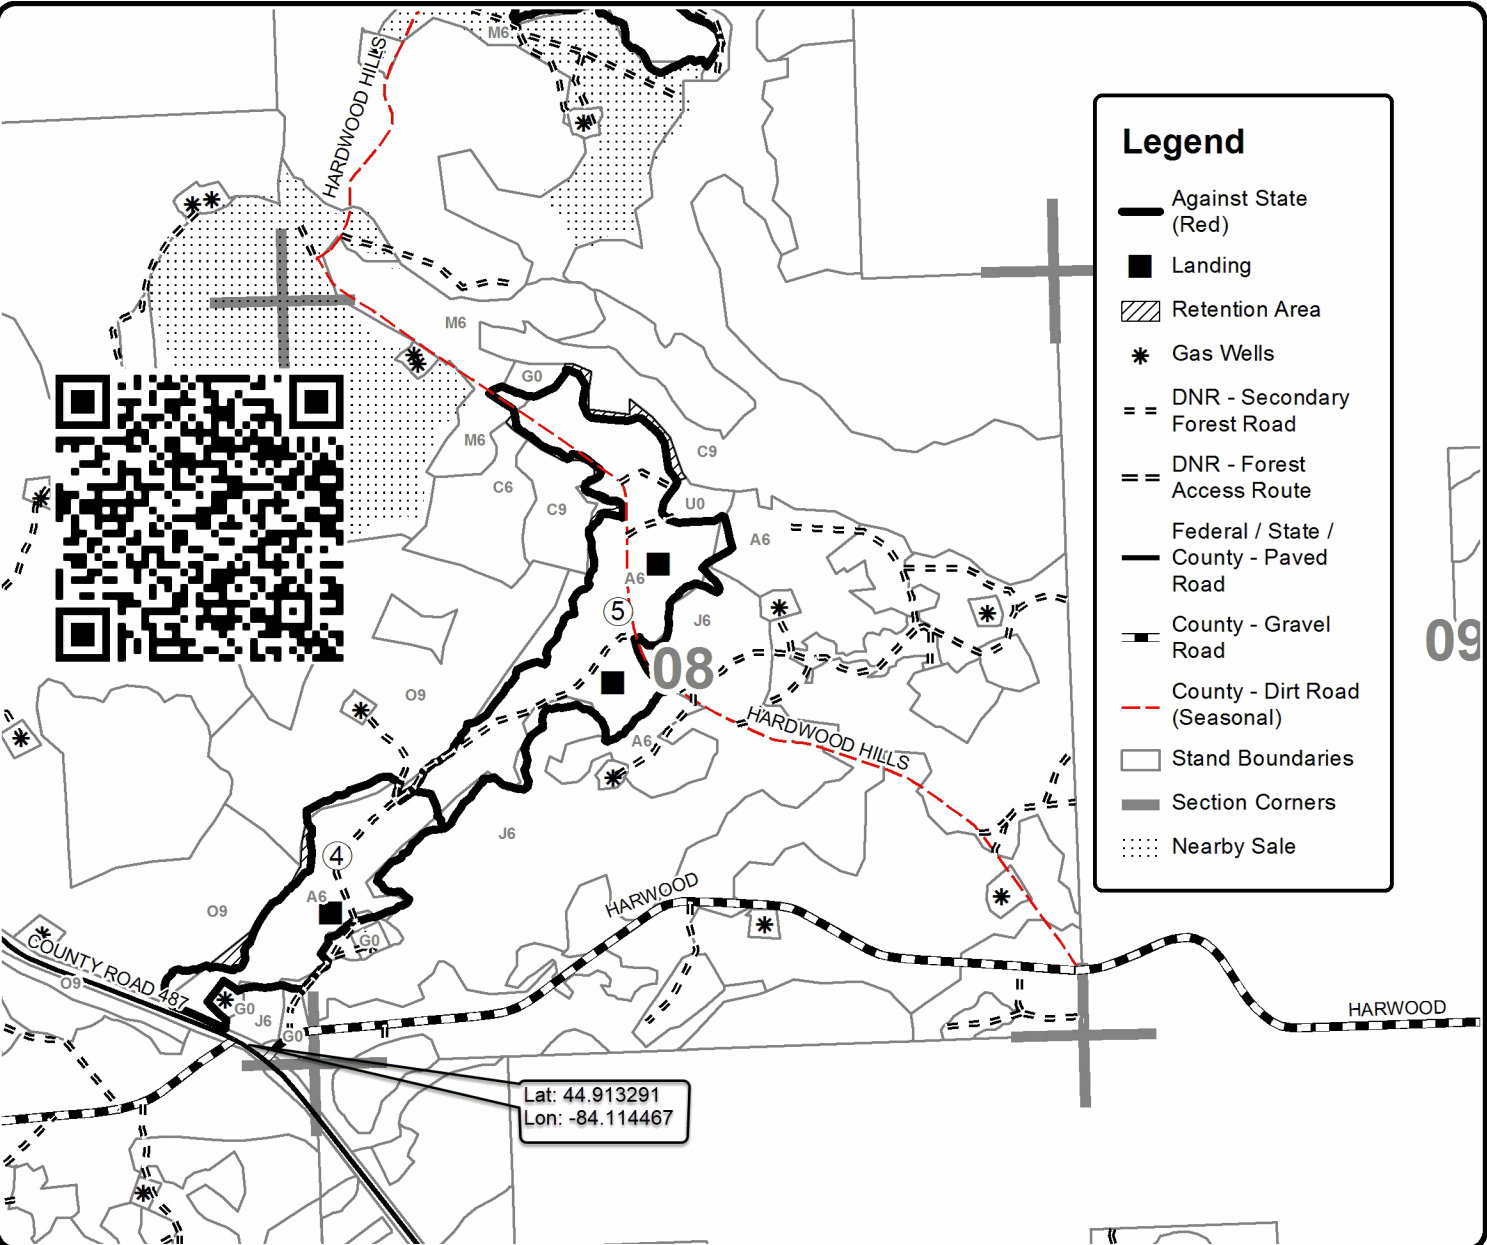 M6
HARDWOOD HILLS
M6
G0
M6
C9
C6
C9
U0
A6
A6
5
J6
08
09
O9
HARDWOOD HILLS
A6
J6
4
A6
O9
G0
HARWOOD
COUNTY ROAD 487
O9
G0
J6
G0
HARWOOD
Lat: 44.913291
Lon: -84.114467
Legend
Against State
(Red)
Landing
Retention Area
Gas Wells
DNR - Secondary
Forest Road
DNR - Forest
Access Route
Federal / State /
County - Paved
Road
County - Gravel
Road
County - Dirt Road
(Seasonal)
Stand Boundaries
Section Corners
Nearby Sale